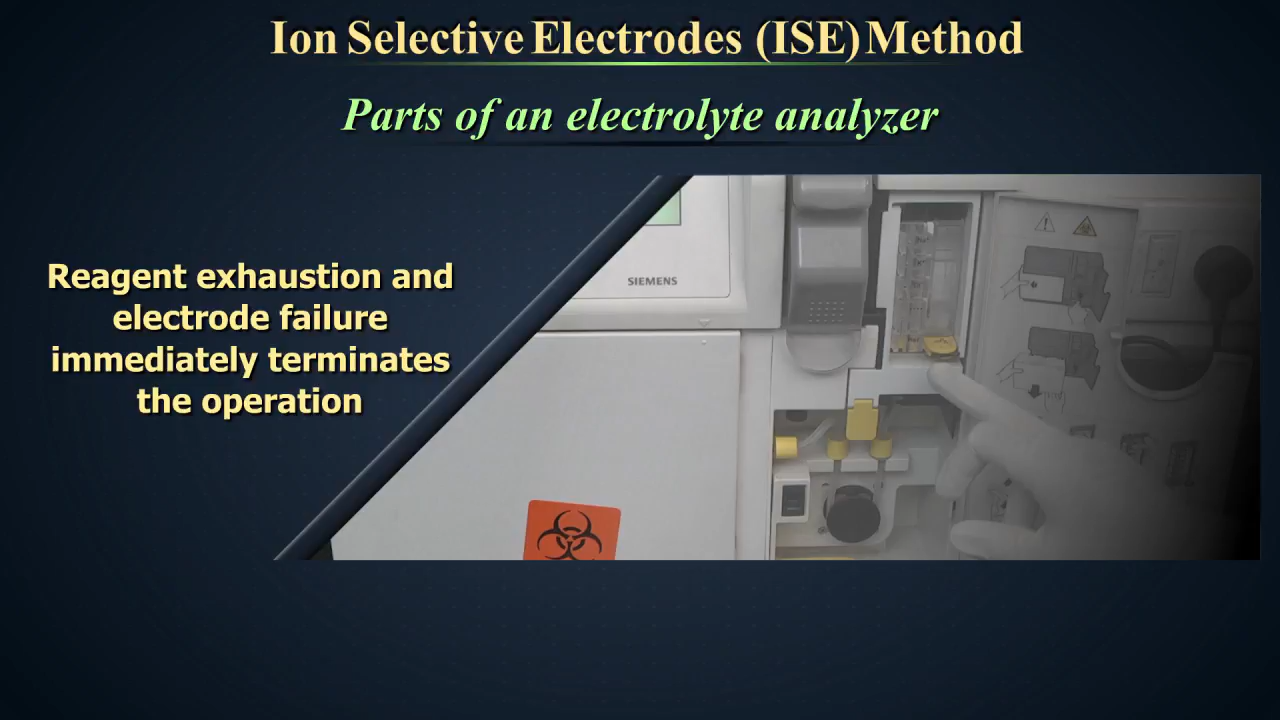 Ion Selective Electrodes (ISE) Method
Parts of an electrolyte analyzer
Reagent exhaustion and
electrode failure
immediately terminates
the operation
SIEMENS